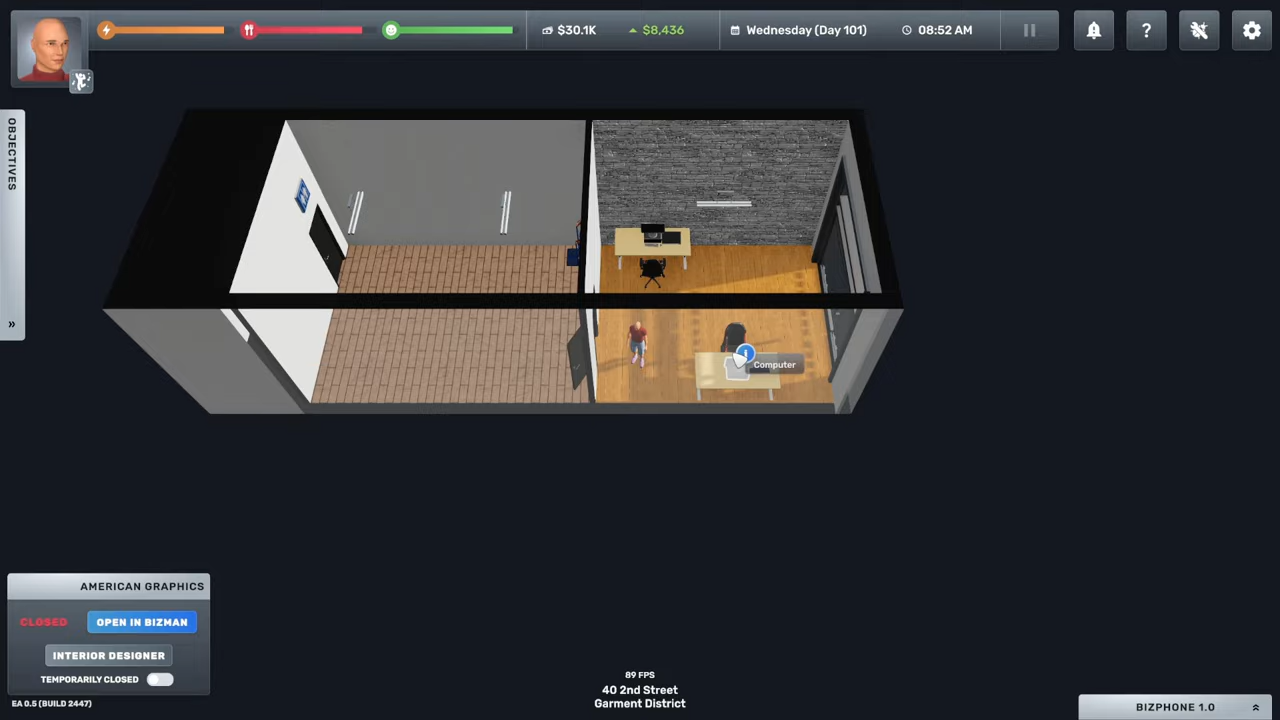 $30.1K
$8,436
Wednesday (Day 101)
08:52 AM
?
OBJECTIVES
»
Computer
AMERICAN GRAPHICS
CLOSED
OPEN IN BIZMAN
INTERIOR DESIGNER
TEMPORARILY CLOSED
EA 0.5 (BUILD 2447)
89 FPS
40 2nd Street
Garment District
BIZPHONE 1.0